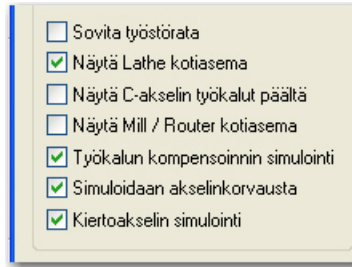 Sovita työstörata
Näytä Lathe kotiasema
Näytä C-akselin työkalut päältä
Näytä Mill / Router kotiasema
Työkalun kompensoinnin simulointi
Simuloidaan akselinkorvausta
Kiertoakselin simulointi